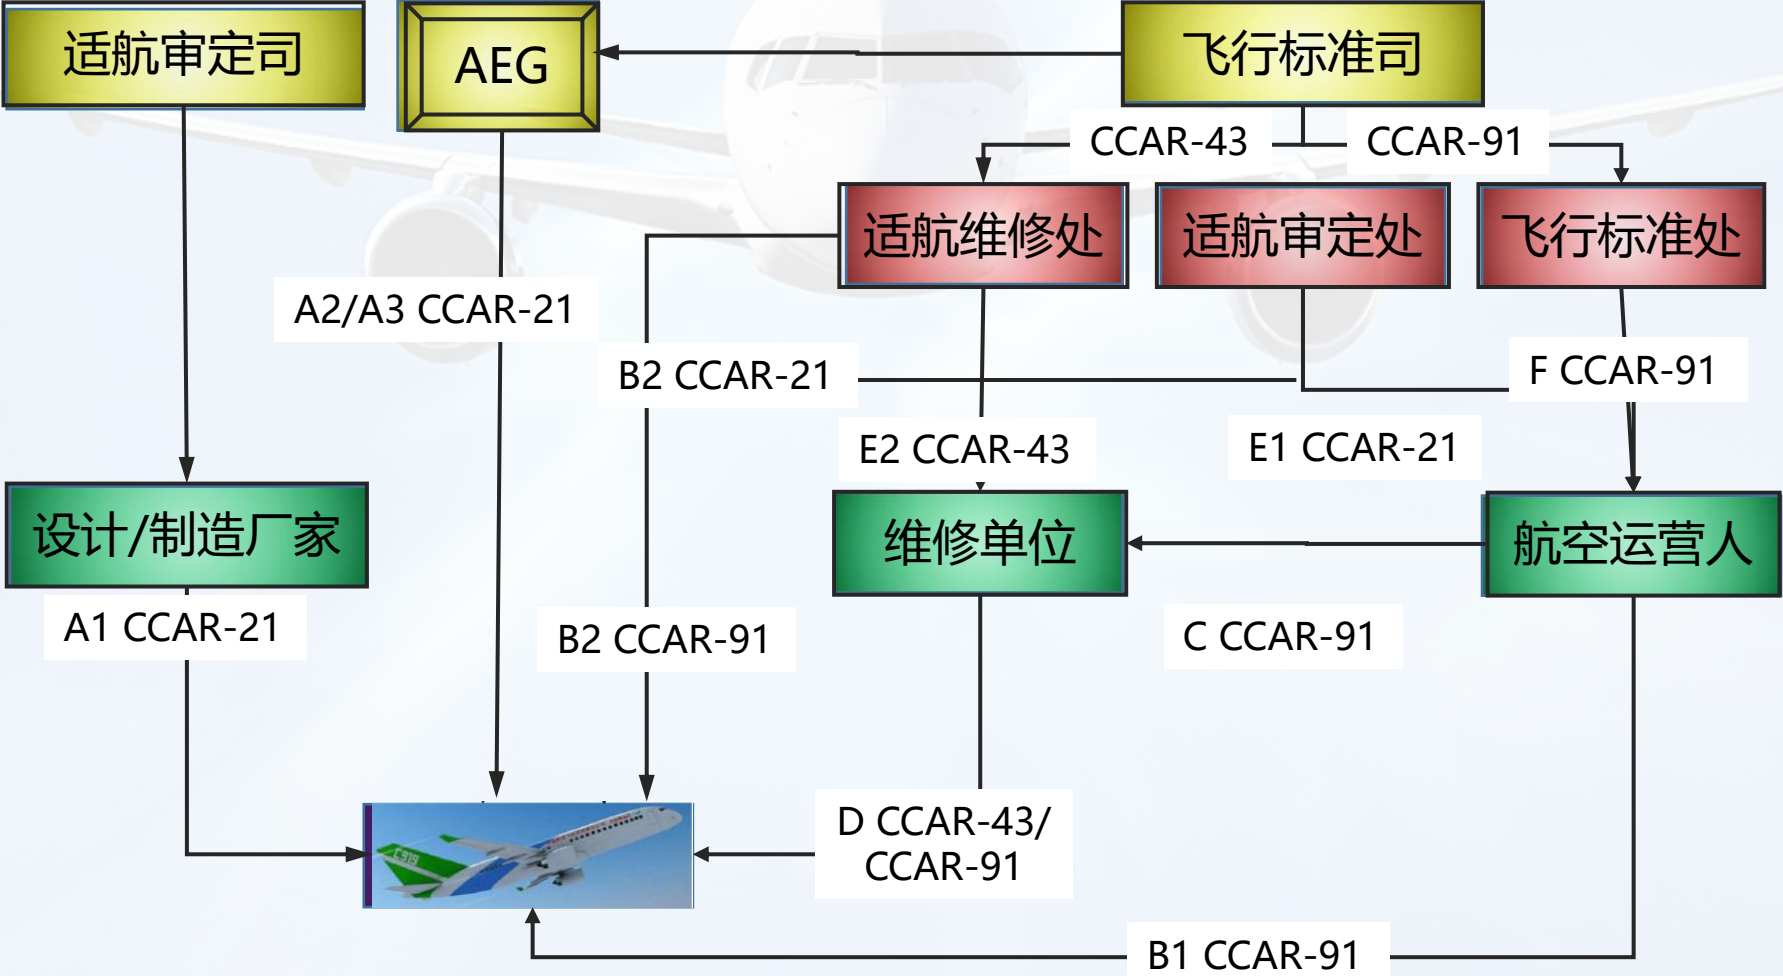 适航审定司
AEG
飞行标准司
CCAR-43
CCAR-91
适航维修处
适航审定处
飞行标准处
A2/A3 CCAR-21
B2 CCAR-21
F CCAR-91
E2 CCAR-43
E1 CCAR-21
设计/制造厂家
维修单位
航空运营人
A1 CCAR-21
B2 CCAR-91
C CCAR-91
D CCAR-43/
CCAR-91
C919
B1 CCAR-91